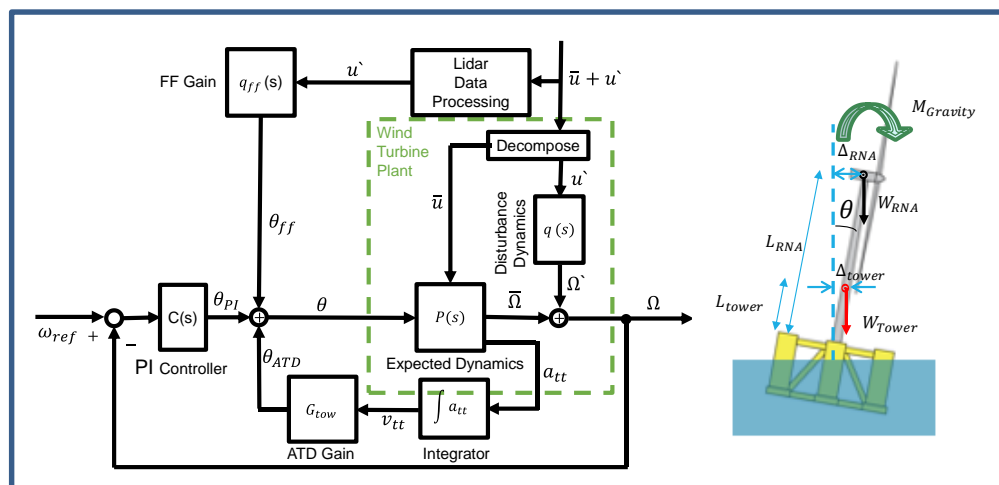 FF Gain
q_ff(s)
u`
Lidar
Data
Processing
u̅ + u`
Wind
Turbine
Plant
Decompose
u̅
u`
q(s)
Disturbance
Dynamics
θ_ff
Ω`
ω_ref + −
C(s)
PI Controller
θ_PI
+
θ
P(s)
Expected Dynamics
Ω̅
+
Ω
θ_ATD
G_tow
ATD Gain
v_tt
∫ a_tt
Integrator
a_tt
M_Gravity
Δ_RNA
W_RNA
θ
L_RNA
Δ_tower
L_tower
W_Tower